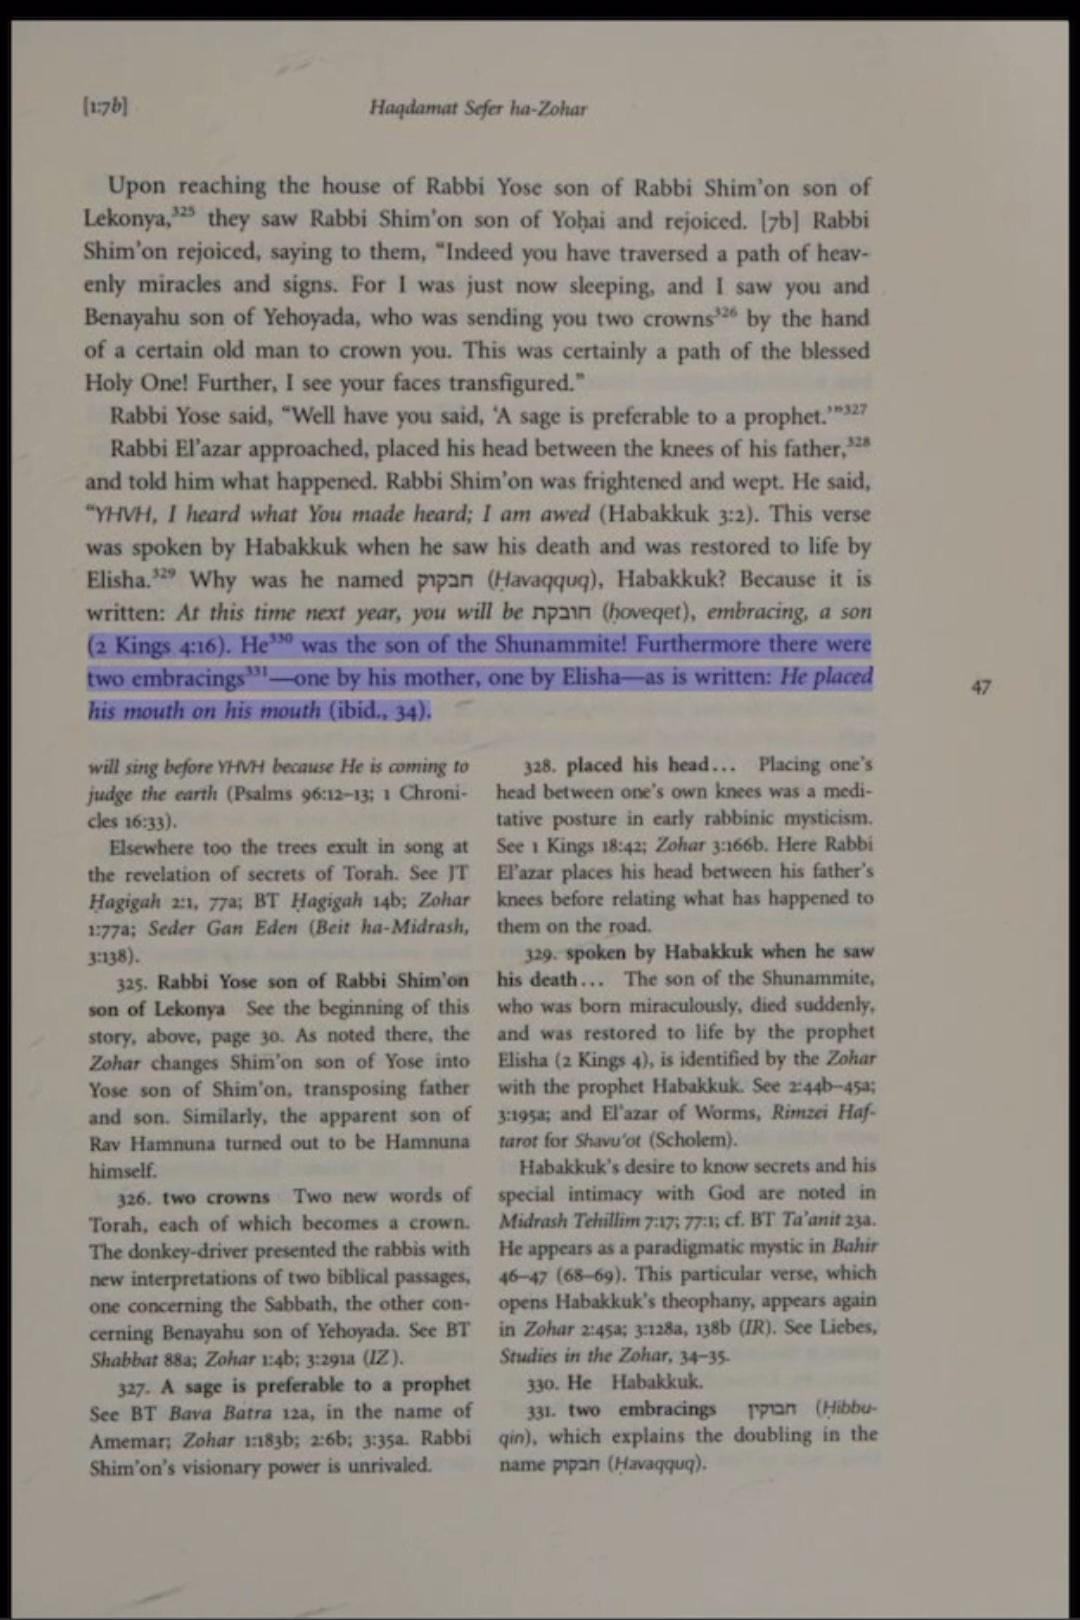 [1:7b]
Haqdamat Sefer ha-Zohar
Upon reaching the house of Rabbi Yose son of Rabbi Shim'on son of
Lekonya,³²⁵ they saw Rabbi Shim'on son of Yoḥai and rejoiced. [7b] Rabbi
Shim'on rejoiced, saying to them, “Indeed you have traversed a path of heav-
enly miracles and signs. For I was just now sleeping, and I saw you and
Benayahu son of Yehoyada, who was sending you two crowns³²⁶ by the hand
of a certain old man to crown you. This was certainly a path of the blessed
Holy One! Further, I see your faces transfigured.”
Rabbi Yose said, “Well have you said, ‘A sage is preferable to a prophet.’”³²⁷
Rabbi El'azar approached, placed his head between the knees of his father,³²⁸
and told him what happened. Rabbi Shim'on was frightened and wept. He said,
“YHVH, I heard what You made heard; I am awed (Habakkuk 3:2). This verse
was spoken by Habakkuk when he saw his death and was restored to life by
Elisha.³²⁹ Why was he named חבקוק (Ḥavaqquq), Habakkuk? Because it is
written: At this time next year, you will be חובקת (ḥoveqet), embracing, a son
(2 Kings 4:16). He³³⁰ was the son of the Shunammite! Furthermore there were
two embracings³³¹—one by his mother, one by Elisha—as is written: He placed
his mouth on his mouth (ibid., 34).
47
will sing before YHVH because He is coming to
judge the earth (Psalms 96:12–13; 1 Chroni-
cles 16:33).
Elsewhere too the trees exult in song at
the revelation of secrets of Torah. See JT
Ḥagigah 2:1, 77a; BT Ḥagigah 14b; Zohar
1:77a; Seder Gan Eden (Beit ha-Midrash,
3:138).
325. Rabbi Yose son of Rabbi Shim'on
son of Lekonya See the beginning of this
story, above, page 30. As noted there, the
Zohar changes Shim'on son of Yose into
Yose son of Shim'on, transposing father
and son. Similarly, the apparent son of
Rav Hamnuna turned out to be Hamnuna
himself.
326. two crowns Two new words of
Torah, each of which becomes a crown.
The donkey-driver presented the rabbis with
new interpretations of two biblical passages,
one concerning the Sabbath, the other con-
cerning Benayahu son of Yehoyada. See BT
Shabbat 88a; Zohar 1:4b; 3:291a (IZ).
327. A sage is preferable to a prophet
See BT Bava Batra 12a, in the name of
Amemar; Zohar 1:183b; 2:6b; 3:35a. Rabbi
Shim'on's visionary power is unrivaled.
328. placed his head... Placing one's
head between one's own knees was a medi-
tative posture in early rabbinic mysticism.
See 1 Kings 18:42; Zohar 3:166b. Here Rabbi
El'azar places his head between his father's
knees before relating what has happened to
them on the road.
329. spoken by Habakkuk when he saw
his death... The son of the Shunammite,
who was born miraculously, died suddenly,
and was restored to life by the prophet
Elisha (2 Kings 4), is identified by the Zohar
with the prophet Habakkuk. See 2:44b–45a;
3:195a; and El'azar of Worms, Rimzei Haf-
tarot for Shavu'ot (Scholem).
Habakkuk's desire to know secrets and his
special intimacy with God are noted in
Midrash Tehillim 7:17; 77:1; cf. BT Ta'anit 23a.
He appears as a paradigmatic mystic in Bahir
46–47 (68–69). This particular verse, which
opens Habakkuk's theophany, appears again
in Zohar 2:45a; 3:128a, 138b (IR). See Liebes,
Studies in the Zohar, 34–35.
330. He Habakkuk.
331. two embracings חבוקין (Ḥibbu-
qin), which explains the doubling in the
name חבקוק (Ḥavaqquq).